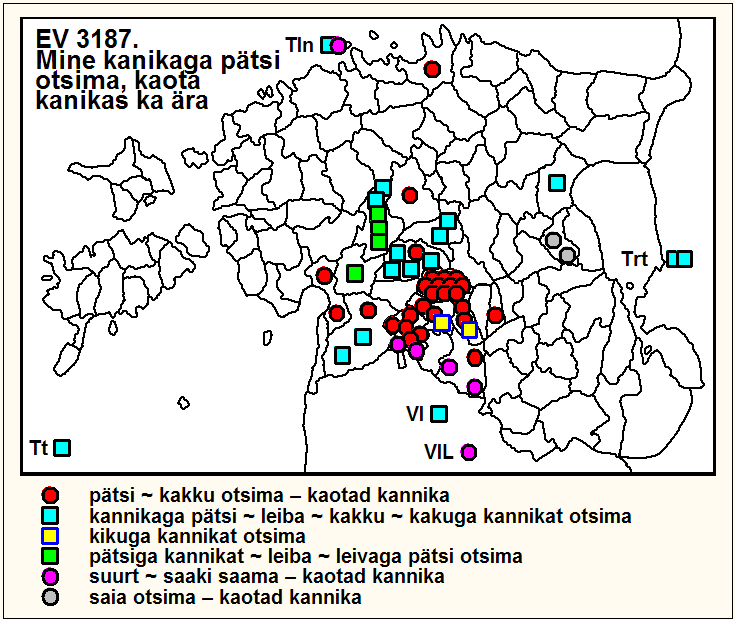 EV 3187.
Mine kanikaga pätsi
otsima, kaota
kanikas ka ära
Tln
Trt
Vl
Tt
VlL
pätsi ~ kakku otsima – kaotad kannika
kannikaga pätsi ~ leiba ~ kakku ~ kakuga kannikat otsima
kikuga kannikat otsima
pätsiga kannikat ~ leiba ~ leivaga pätsi otsima
suurt ~ saaki saama – kaotad kannika
saia otsima – kaotad kannika